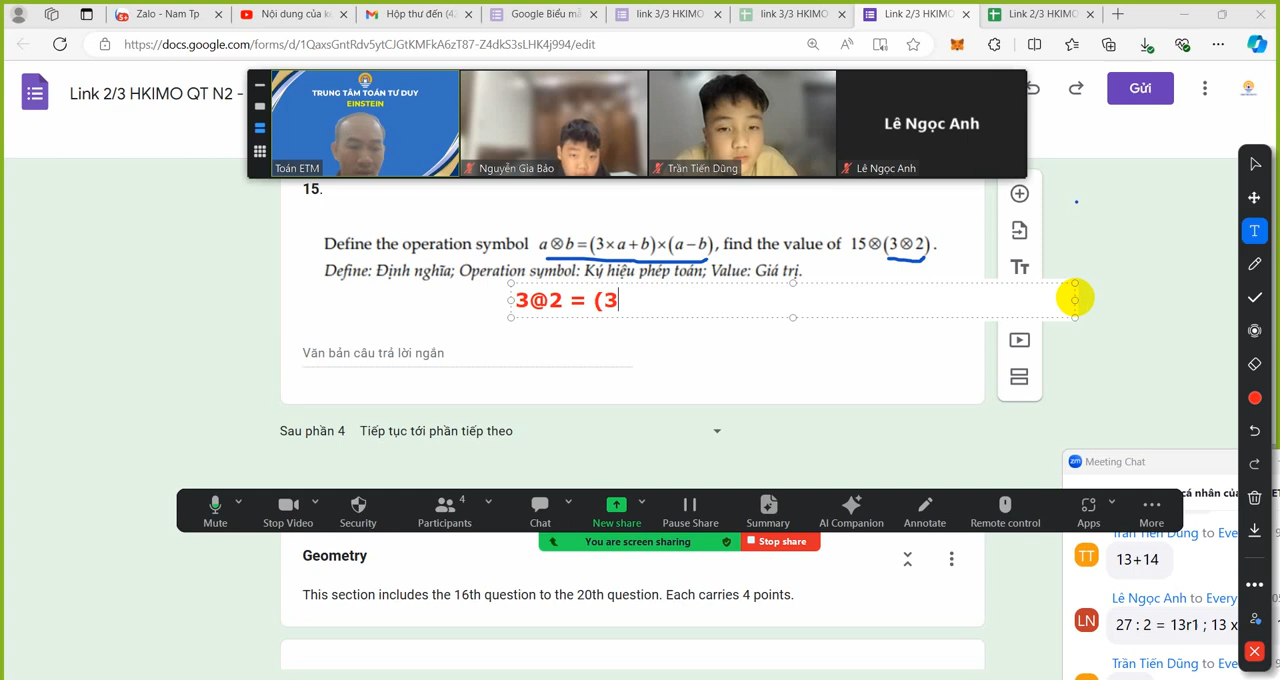 Zalo - Nam Tp
Nội dung của k
Hộp thư đến (4
Google Biểu m
link 3/3 HKIMO
link 3/3 HKIMO
Link 2/3 HKIMO
Link 2/3 HKIMO
https://docs.google.com/forms/d/1QaxsGntRdv5ytCJGtKMFkA6zT87-Z4dkS3sLHK4j994/edit
Link 2/3 HKIMO QT N2 -
Gửi
TRUNG TÂM TOÁN TƯ DUY
EINSTEIN
Toán ETM
Nguyễn Gia Bảo
Trần Tiến Dũng
Lê Ngọc Anh
Lê Ngọc Anh
15.
Define the operation symbol a⊗b=(3×a+b)×(a−b), find the value of 15⊗(3⊗2).
Define: Định nghĩa; Operation symbol: Ký hiệu phép toán; Value: Giá trị.
3@2 = (3
Văn bản câu trả lời ngắn
Sau phần 4 Tiếp tục tới phần tiếp theo
Meeting Chat
cá nhân của
Mute
Stop Video
Security
Participants
4
Chat
New share
Pause Share
Summary
AI Companion
Annotate
Remote control
Apps
More
You are screen sharing
Stop share
Trần Tiến Dũng to Eve
TT
13+14
Lê Ngọc Anh to Every
LN
27 : 2 = 13r1 ; 13 x
Trần Tiến Dũng to Eve
Geometry
This section includes the 16th question to the 20th question. Each carries 4 points.